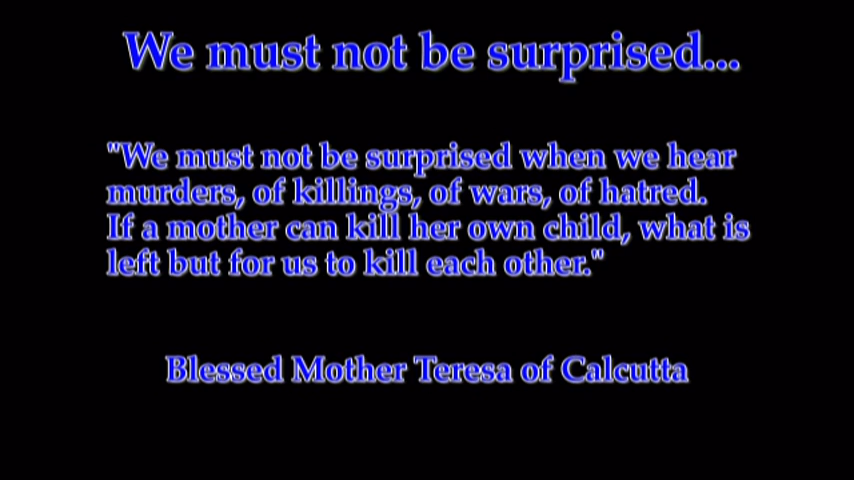 We must not be surprised...
"We must not be surprised when we hear
murders, of killings, of wars, of hatred.
If a mother can kill her own child, what is
left but for us to kill each other."
Blessed Mother Teresa of Calcutta